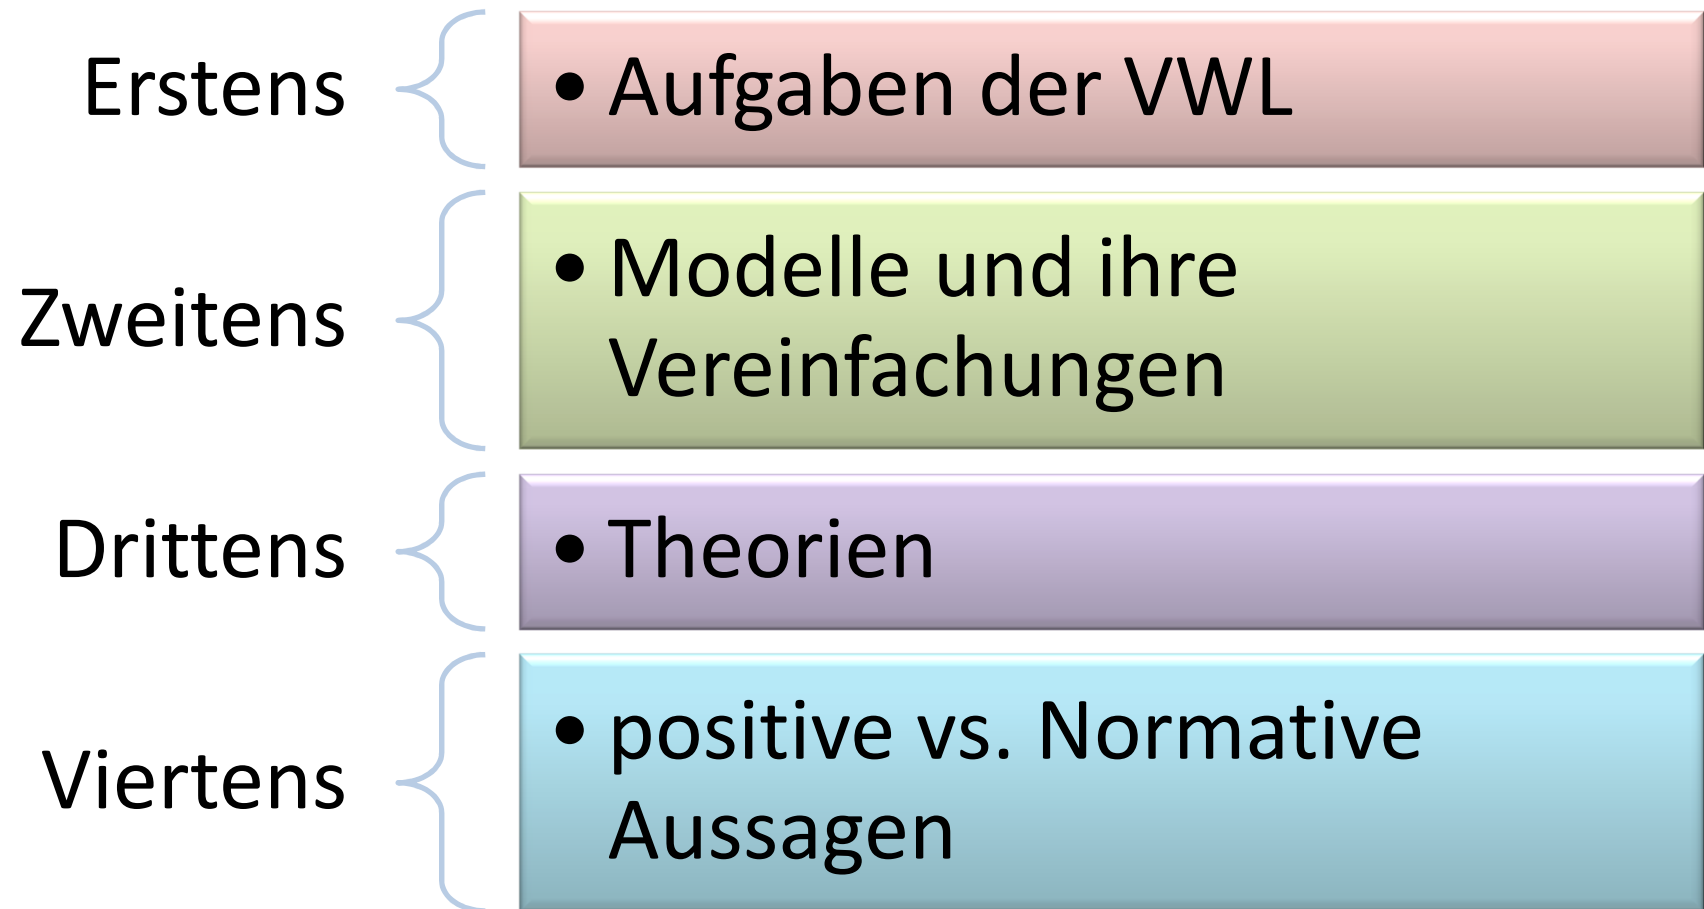 Erstens
• Aufgaben der VWL
Zweitens
• Modelle und ihre
Vereinfachungen
Drittens
• Theorien
Viertens
• positive vs. Normative
Aussagen